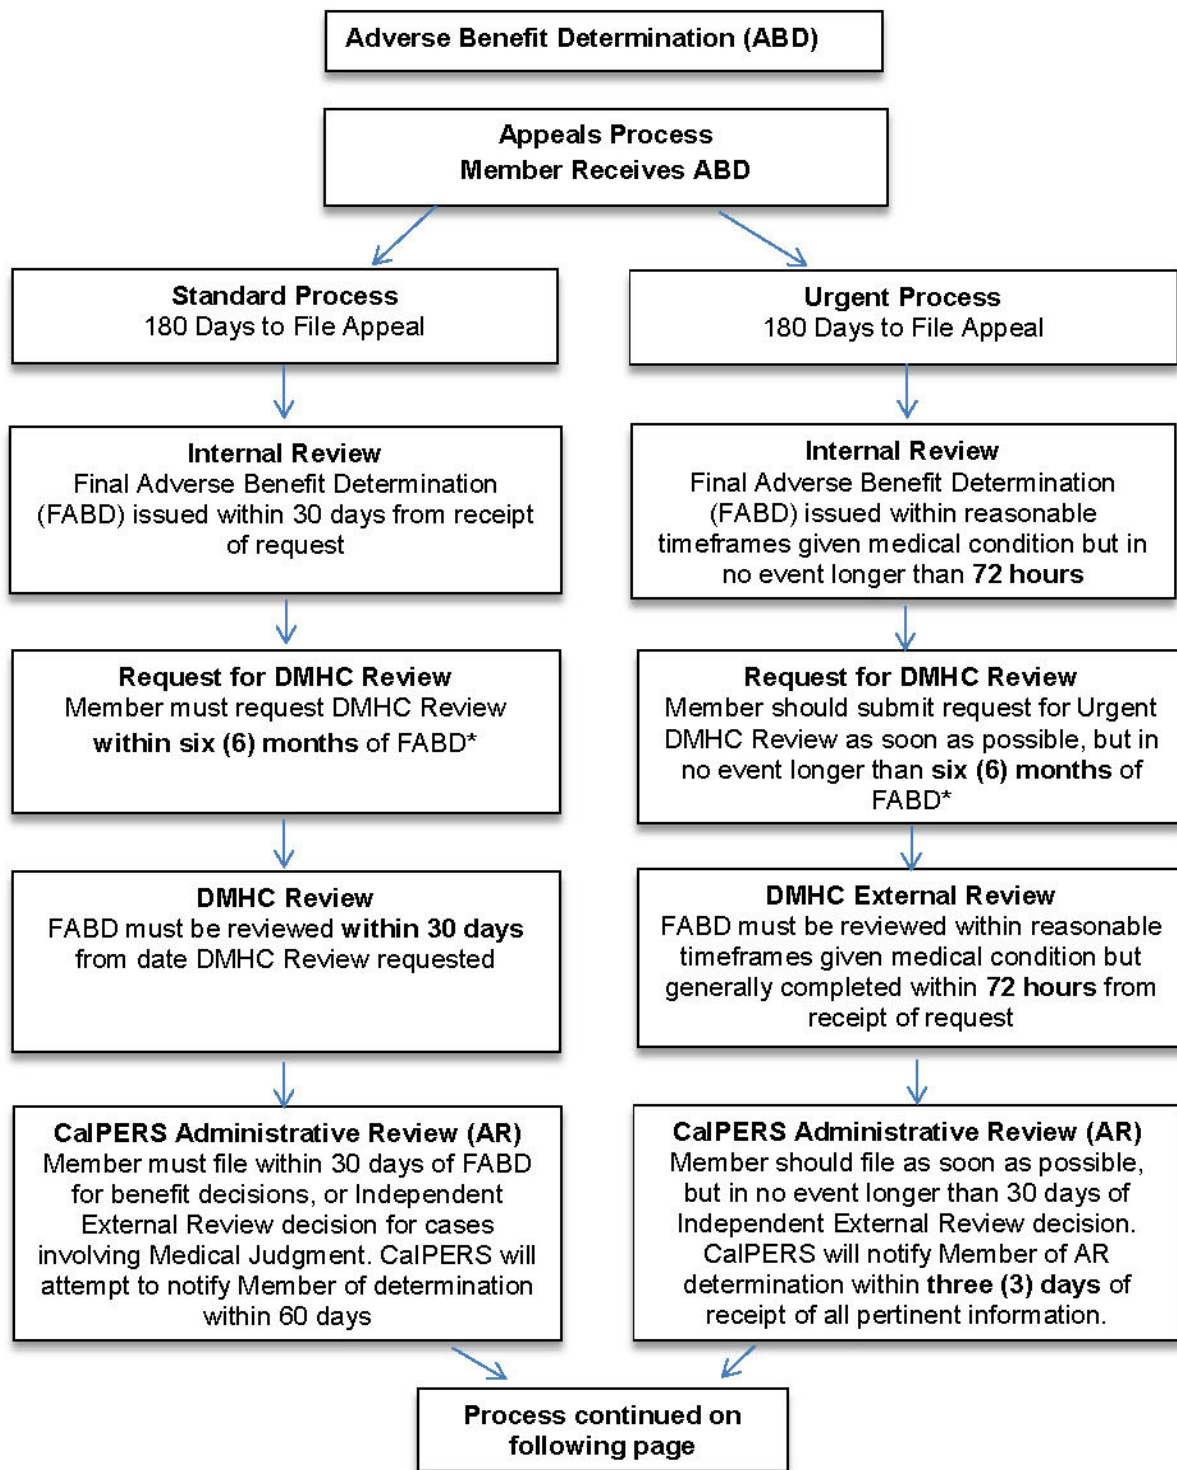 Adverse Benefit Determination (ABD)
Appeals Process
Member Receives ABD
Standard Process
180 Days to File Appeal
Urgent Process
180 Days to File Appeal
Internal Review
Final Adverse Benefit Determination
(FABD) issued within 30 days from receipt
of request
Internal Review
Final Adverse Benefit Determination
(FABD) issued within reasonable
timeframes given medical condition but in
no event longer than 72 hours
Request for DMHC Review
Member must request DMHC Review
within six (6) months of FABD*
Request for DMHC Review
Member should submit request for Urgent
DMHC Review as soon as possible, but in
no event longer than six (6) months of
FABD*
DMHC Review
FABD must be reviewed within 30 days
from date DMHC Review requested
DMHC External Review
FABD must be reviewed within reasonable
timeframes given medical condition but
generally completed within 72 hours from
receipt of request
CalPERS Administrative Review (AR)
Member must file within 30 days of FABD
for benefit decisions, or Independent
External Review decision for cases
involving Medical Judgment. CalPERS will
attempt to notify Member of determination
within 60 days
CalPERS Administrative Review (AR)
Member should file as soon as possible,
but in no event longer than 30 days of
Independent External Review decision.
CalPERS will notify Member of AR
determination within three (3) days of
receipt of all pertinent information.
Process continued on
following page